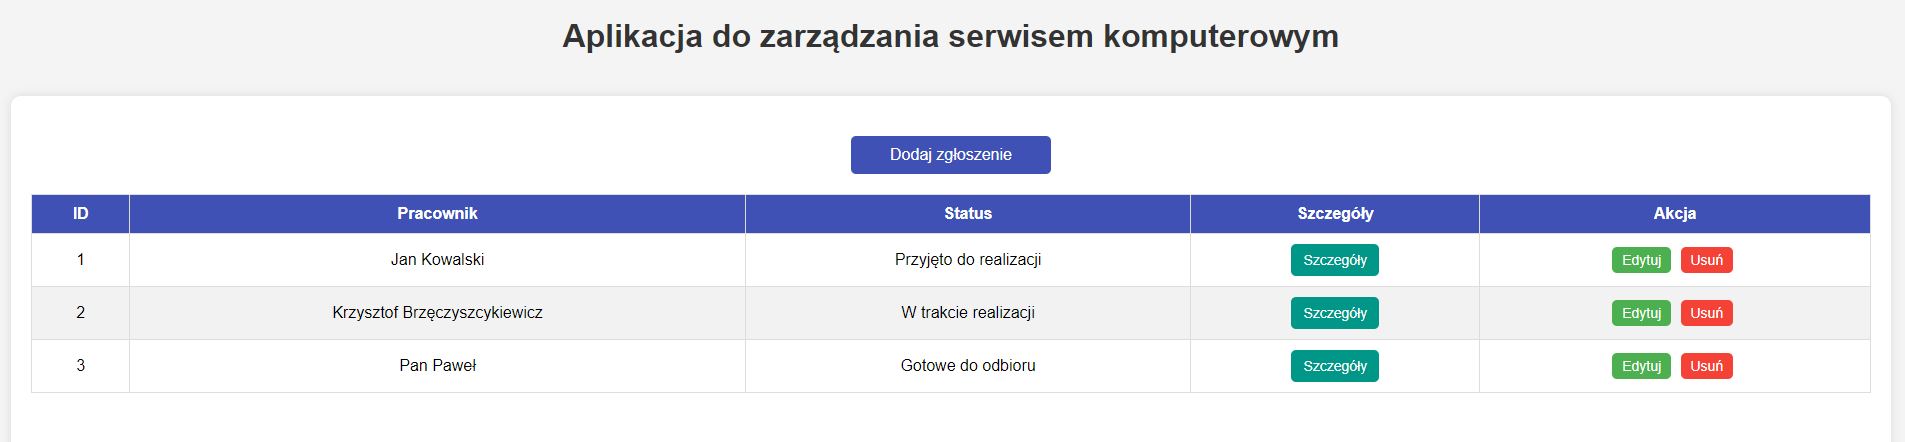 Aplikacja do zarządzania serwisem komputerowym
Dodaj zgłoszenie
ID Pracownik Status Szczegóły Akcja
1 Jan Kowalski Przyjęto do realizacji Szczegóły Edytuj Usuń
2 Krzysztof Brzęczyszcykiewicz W trakcie realizacji Szczegóły Edytuj Usuń
3 Pan Paweł Gotowe do odbioru Szczegóły Edytuj Usuń